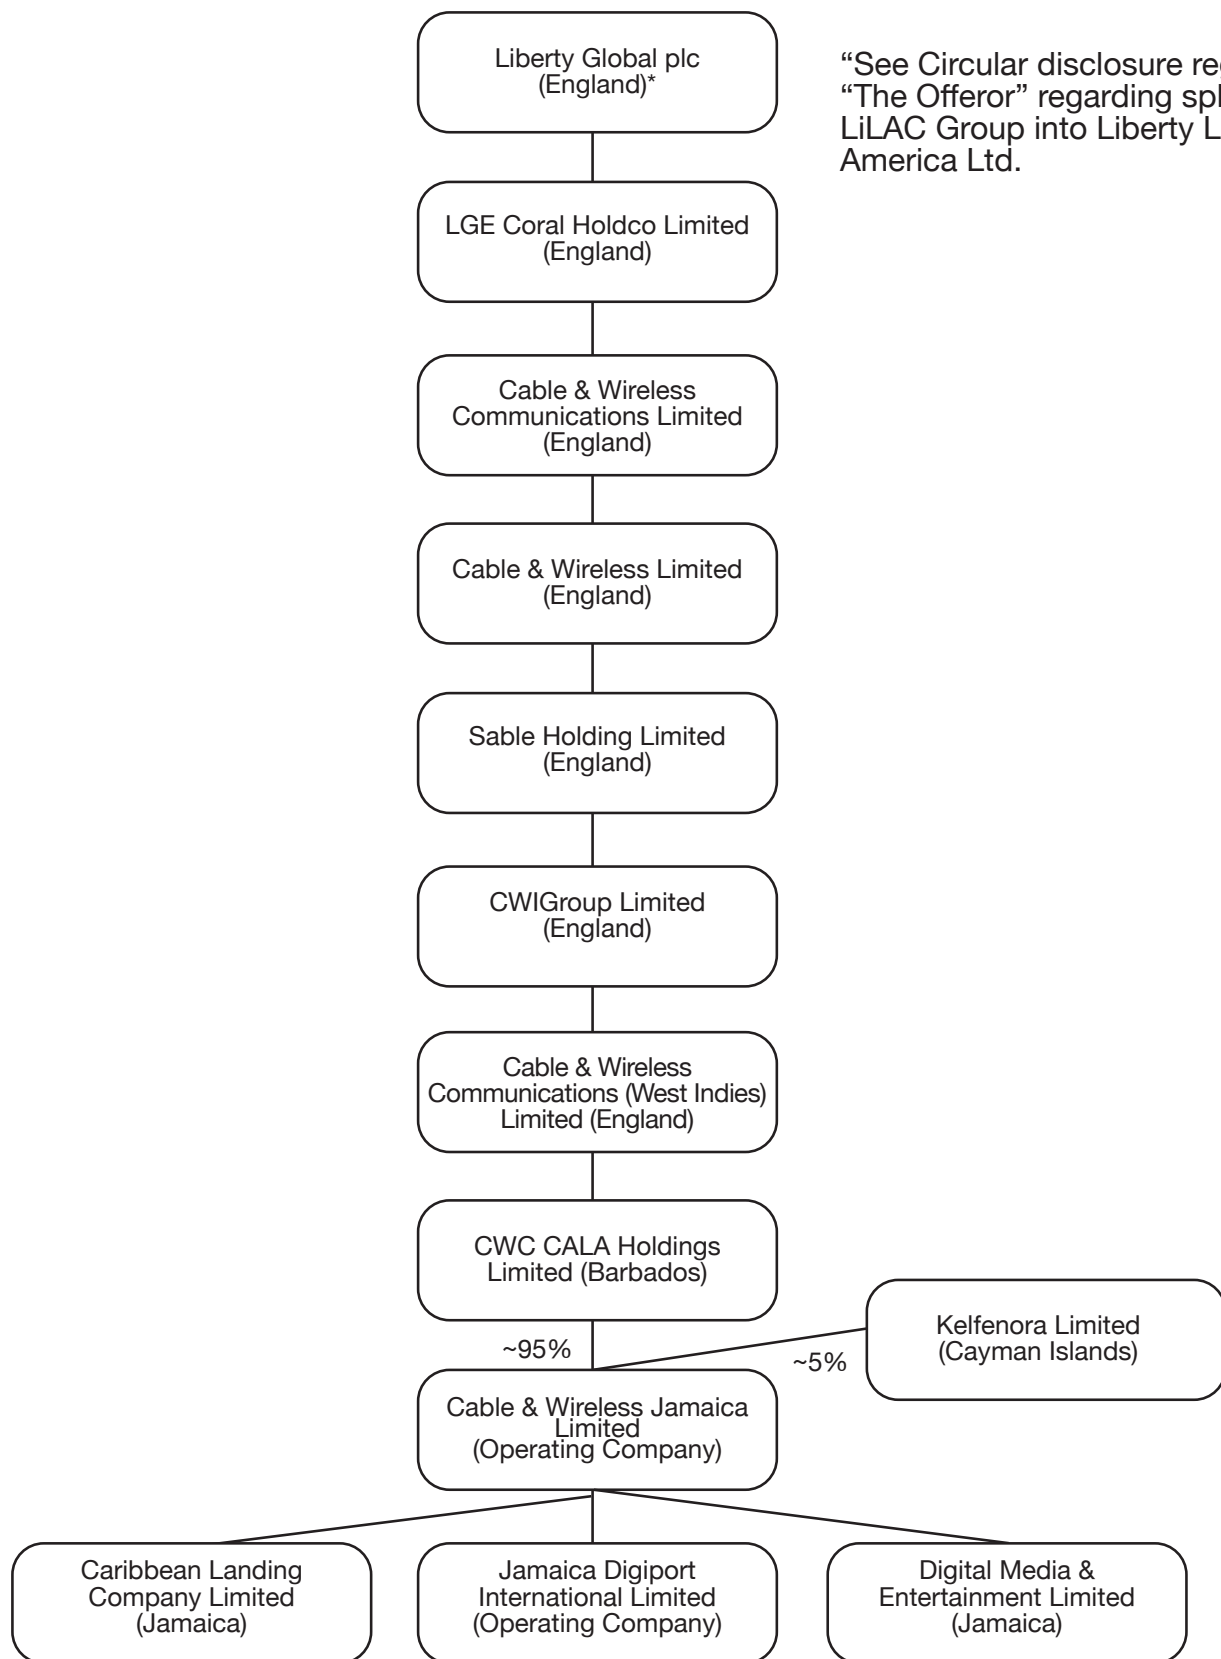 Liberty Global plc
(England)*
“See Circular disclosure
“The Offeror” regarding
LiLAC Group into Liberty
America Ltd.
LGE Coral Holdco Limited
(England)
Cable & Wireless
Communications Limited
(England)
Cable & Wireless Limited
(England)
Sable Holding Limited
(England)
CWIGroup Limited
(England)
Cable & Wireless
Communications (West Indies)
Limited (England)
CWC CALA Holdings
Limited (Barbados)
~95%
~5%
Kelfenora Limited
(Cayman Islands)
Cable & Wireless Jamaica
Limited
(Operating Company)
Caribbean Landing
Company Limited
(Jamaica)
Jamaica Digiport
International Limited
(Operating Company)
Digital Media &
Entertainment Limited
(Jamaica)